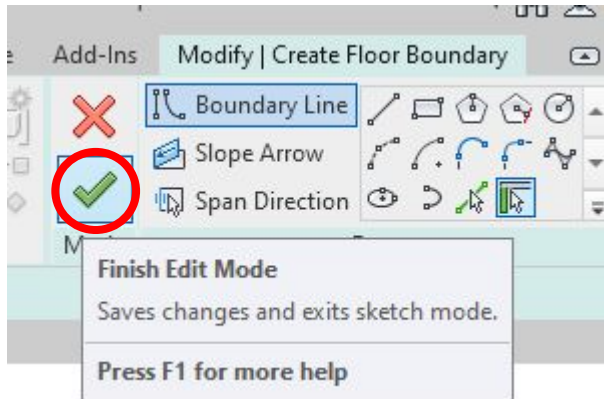 Add-Ins Modify | Create Floor Boundary
Boundary Line
Slope Arrow
Span Direction
Finish Edit Mode
Saves changes and exits sketch mode.
Press F1 for more help